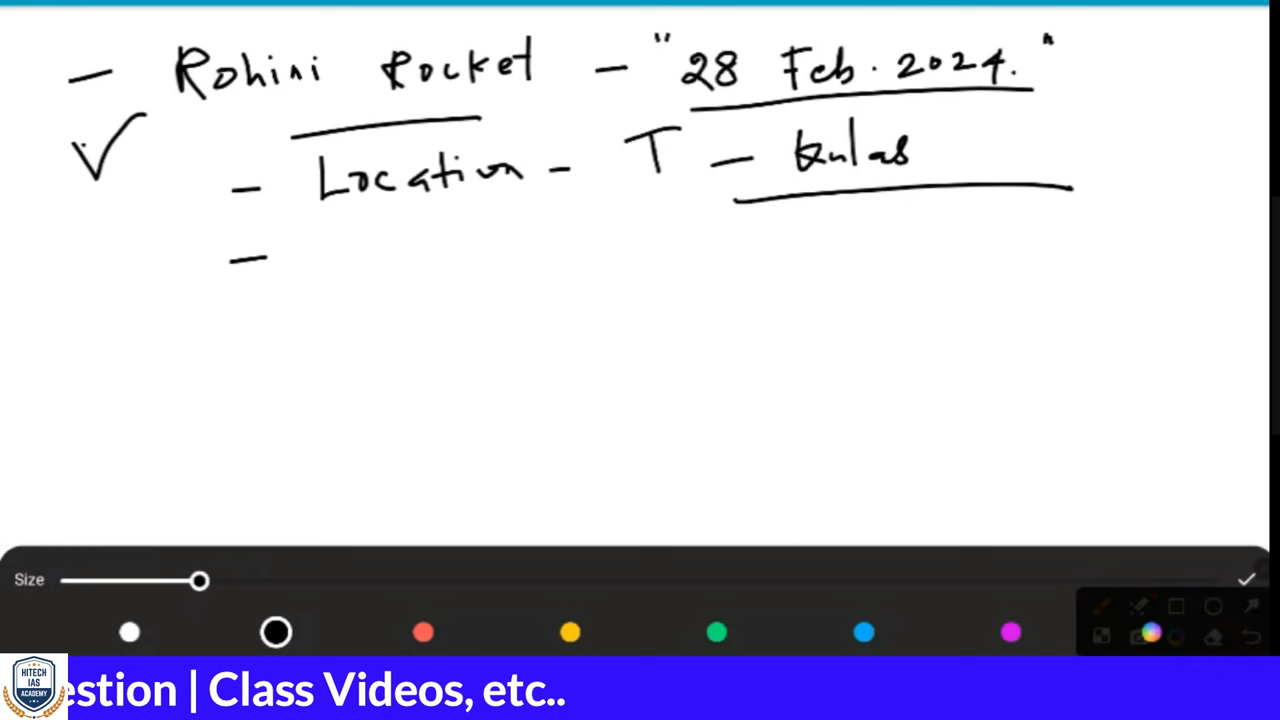 — Rohini Rocket — "28 Feb. 2024."
— Location - T — Kulas
—
Size
HITECH
IAS
ACADEMY
estion | Class Videos, etc..